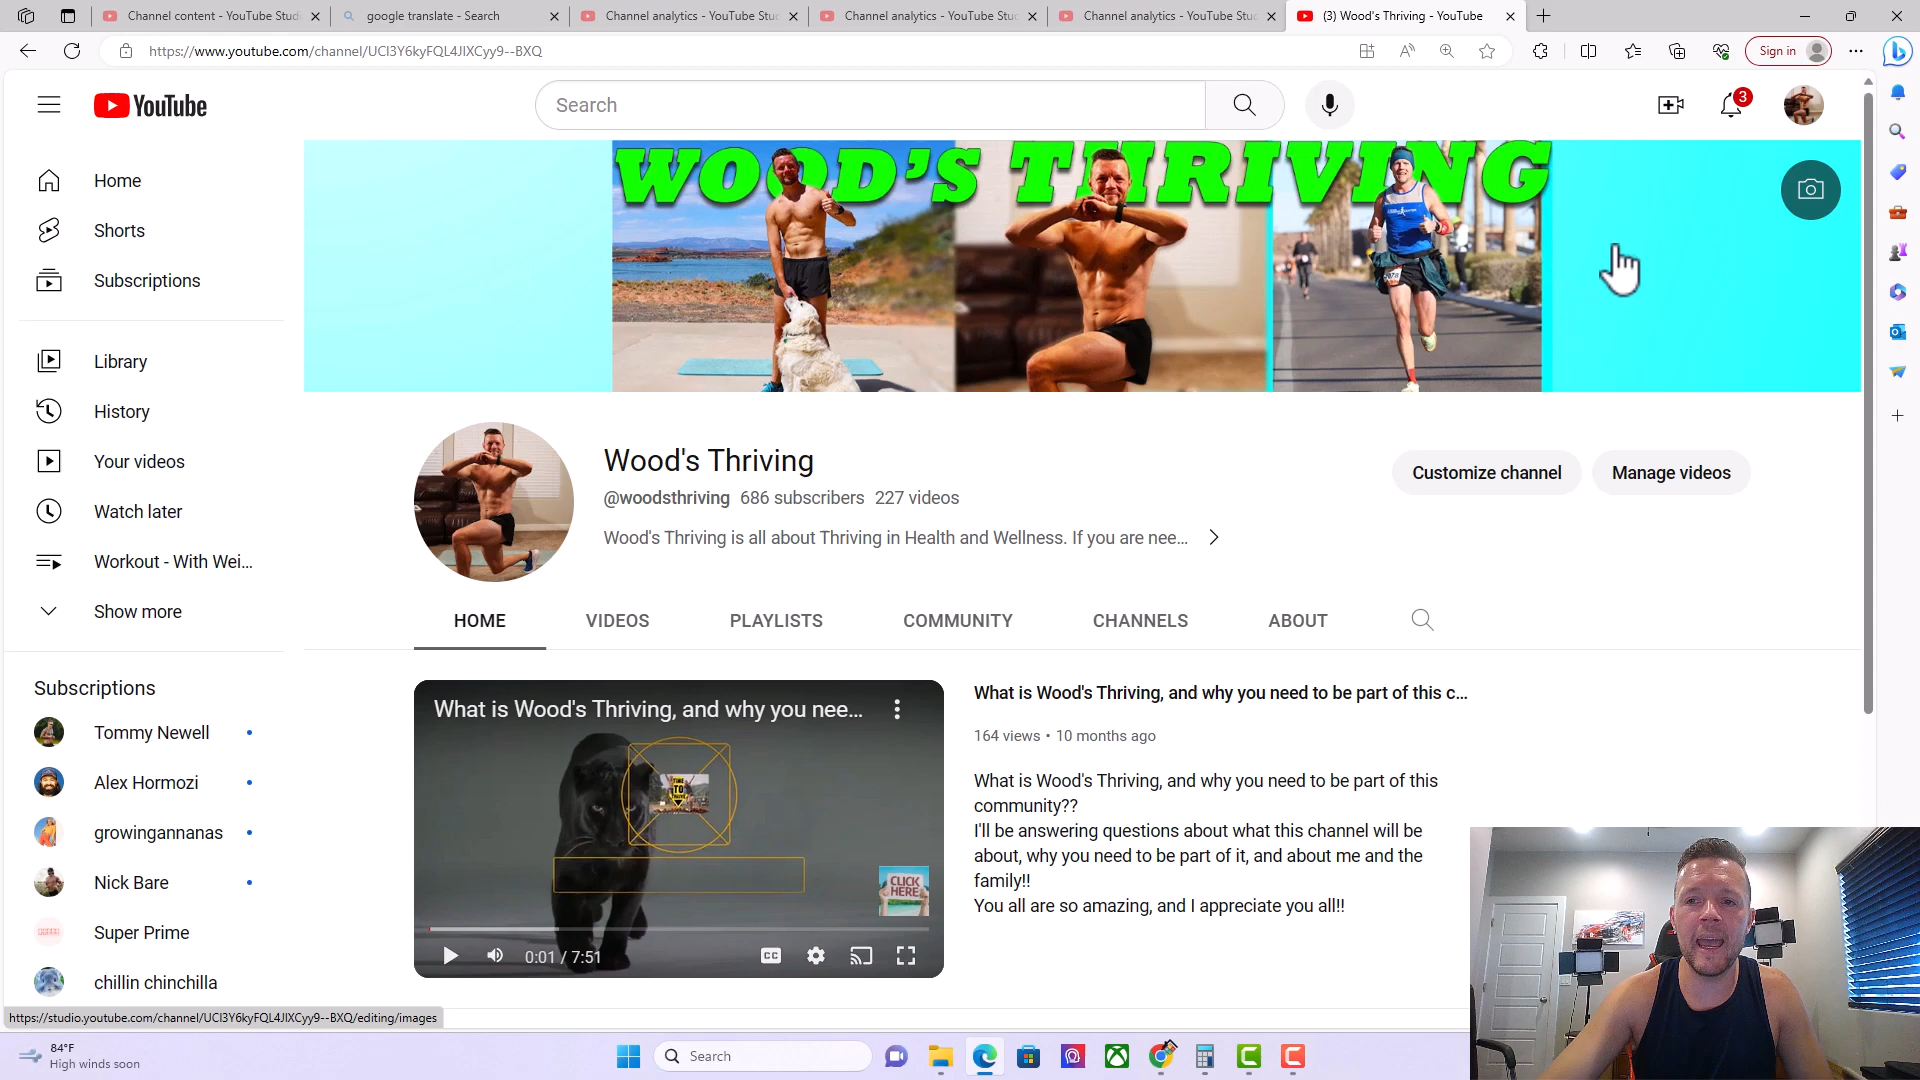 Channel content - YouTube Stud
google translate - Search
Channel analytics - YouTube Stud
Channel analytics - YouTube Stud
Channel analytics - YouTube Stud
(3) Wood's Thriving - YouTube
https://www.youtube.com/channel/UCI3Y6kyFQL4JIXCyy9--BXQ
Sign in
YouTube
Search
3
WOOD'S THRIVING
Home
Shorts
Subscriptions
Library
History
Your videos
Watch later
Workout - With Wei...
Show more
Subscriptions
Tommy Newell
Alex Hormozi
growingannanas
Nick Bare
Super Prime
chillin chinchilla
Wood's Thriving
@woodsthriving 686 subscribers 227 videos
Wood's Thriving is all about Thriving in Health and Wellness. If you are nee...
Customize channel
Manage videos
HOME
VIDEOS
PLAYLISTS
COMMUNITY
CHANNELS
ABOUT
What is Wood's Thriving, and why you nee...
TIME
TO
THRIVE
CLICK
HERE
0:01 / 7:51
CC
What is Wood's Thriving, and why you need to be part of this c...
164 views • 10 months ago
What is Wood's Thriving, and why you need to be part of this
community??
I'll be answering questions about what this channel will be
about, why you need to be part of it, and about me and the
family!!
You all are so amazing, and I appreciate you all!!
https://studio.youtube.com/channel/UCI3Y6kyFQL4JIXCyy9--BXQ/editing/images
84°F
High winds soon
Search